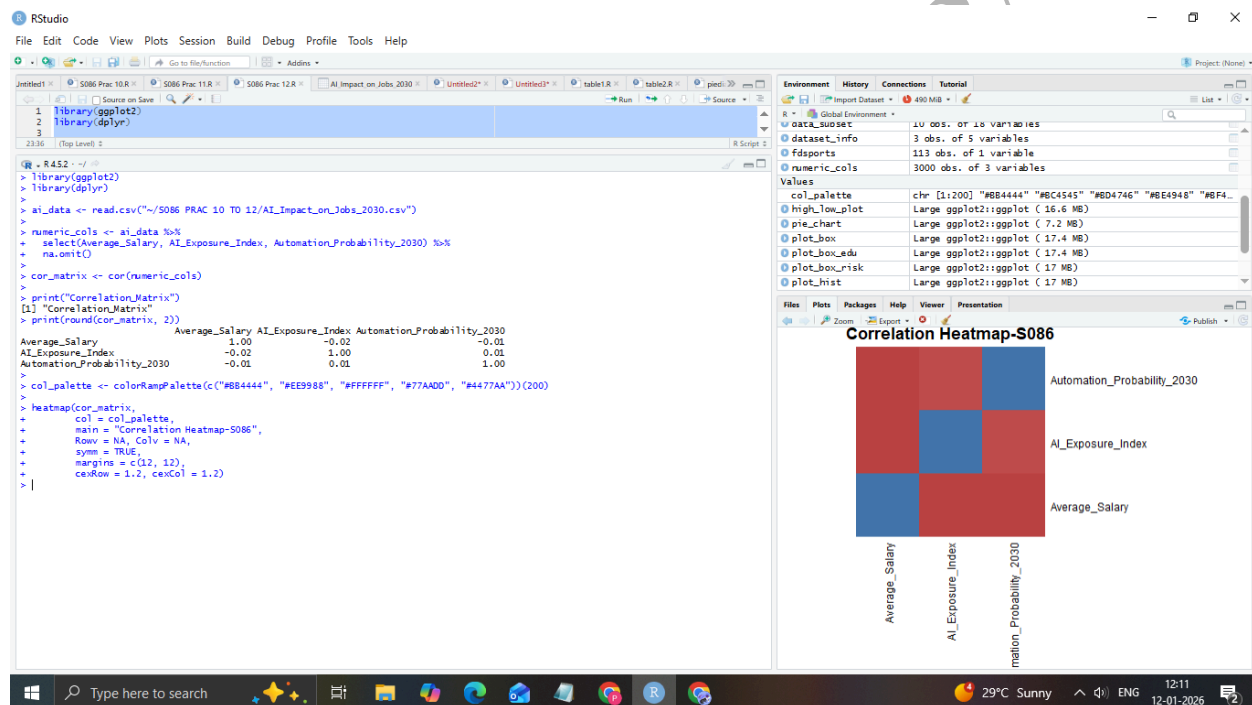 RStudio
File Edit Code View Plots Session Build Debug Profile Tools Help
Go to file/function Addins Project: (None)
Untitled1 S086 Prac 10.R S086 Prac 11.R S086 Prac 12.R AI_Impact_on_Jobs_2030 Untitled2* Untitled3* table1.R table2.R
Source on Save Run Source
1 library(ggplot2)
2 library(dplyr)
3
23:36 (Top Level) R Script
R 4.5.2 · ~/
> library(ggplot2)
> library(dplyr)
>
> ai_data <- read.csv("~/S086 PRAC 10 TO 12/AI_Impact_on_Jobs_2030.csv")
>
> numeric_cols <- ai_data %>%
+   select(Average_Salary, AI_Exposure_Index, Automation_Probability_2030) %>%
+   na.omit()
>
> cor_matrix <- cor(numeric_cols)
>
> print("Correlation_Matrix")
[1] "Correlation_Matrix"
> print(round(cor_matrix, 2))
Average_Salary AI_Exposure_Index Automation_Probability_2030
Average_Salary 1.00 -0.02 -0.01
AI_Exposure_Index -0.02 1.00 0.01
Automation_Probability_2030 -0.01 0.01 1.00
>
> col_palette <- colorRampPalette(c("#BB4444", "#EE9988", "#FFFFFF", "#77AADD", "#4477AA"))(200)
>
> heatmap(cor_matrix,
+         col = col_palette,
+         main = "Correlation Heatmap-S086",
+         Rowv = NA, Colv = NA,
+         symm = TRUE,
+         margins = c(12, 12),
+         cexRow = 1.2, cexCol = 1.2)
>
Environment History Connections Tutorial
Import Dataset 490 MiB List
R Global Environment
data_subset 10 obs. of 18 variables
dataset_info 3 obs. of 5 variables
fdsports 113 obs. of 1 variable
numeric_cols 3000 obs. of 3 variables
Values
col_palette chr [1:200] "#BB4444" "#BC4545" "#BD4746" "#BE4948" "#BF4…
high_low_plot Large ggplot2::ggplot ( 16.6 MB)
pie_chart Large ggplot2::ggplot ( 7.2 MB)
plot_box Large ggplot2::ggplot ( 17.4 MB)
plot_box_edu Large ggplot2::ggplot ( 17.4 MB)
plot_box_risk Large ggplot2::ggplot ( 17 MB)
plot_hist Large ggplot2::ggplot ( 17 MB)
Files Plots Packages Help Viewer Presentation
Zoom Export Publish
Correlation Heatmap-S086
Automation_Probability_2030
AI_Exposure_Index
Average_Salary
Average_Salary
AI_Exposure_Index
mation_Probability_2030
Type here to search
29°C Sunny ENG 12:11
12-01-2026 2